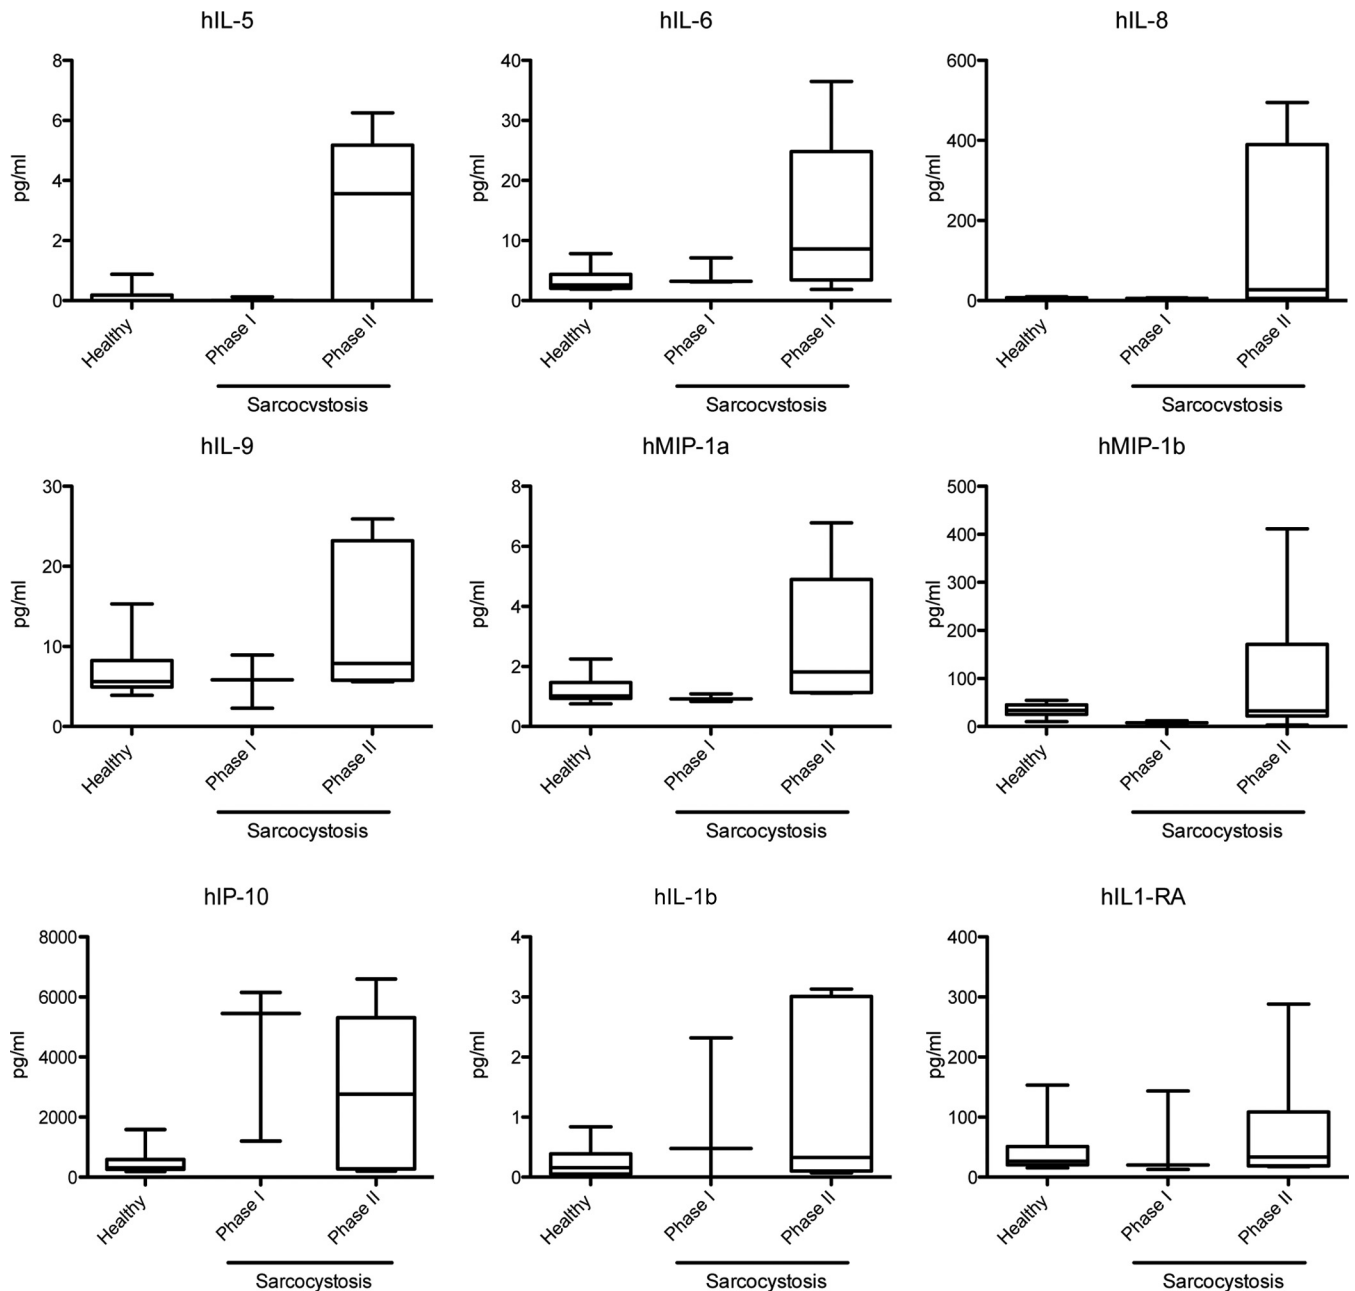 hIL-5 hIL-6 hIL-8
8 40 600
6 30 400
pg/ml 4 pg/ml 20 pg/ml
2 10 200
0 0 0
Healthy Phase I Phase II Healthy Phase I Phase II Healthy Phase I Phase II
Sarcocvstosis Sarcocvstosis Sarcocvstosis
hIL-9 hMIP-1a hMIP-1b
30 8 500
6 400
20 300
pg/ml pg/ml 4 pg/ml
10 2 200
100
0 0 0
Healthy Phase I Phase II Healthy Phase I Phase II Healthy Phase I Phase II
Sarcocystosis Sarcocystosis Sarcocystosis
hIP-10 hIL-1b hIL1-RA
8000 4 400
6000 3 300
pg/ml 4000 pg/ml 2 pg/ml 200
2000 1 100
0 0 0
Healthy Phase I Phase II Healthy Phase I Phase II Healthy Phase I Phase II
Sarcocystosis Sarcocystosis Sarcocystosis